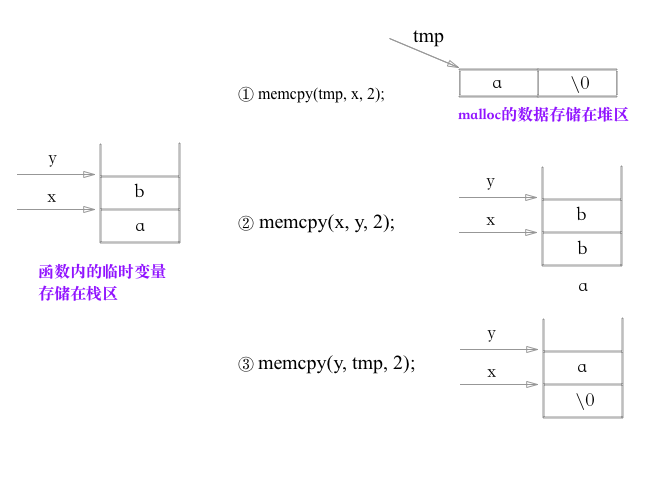 tmp
① memcpy(tmp, x, 2);
a \0
malloc的数据存储在堆区
y
x
b
a
函数内的临时变量
存储在栈区
② memcpy(x, y, 2);
y
x
b
b
a
③ memcpy(y, tmp, 2);
y
x
a
\0